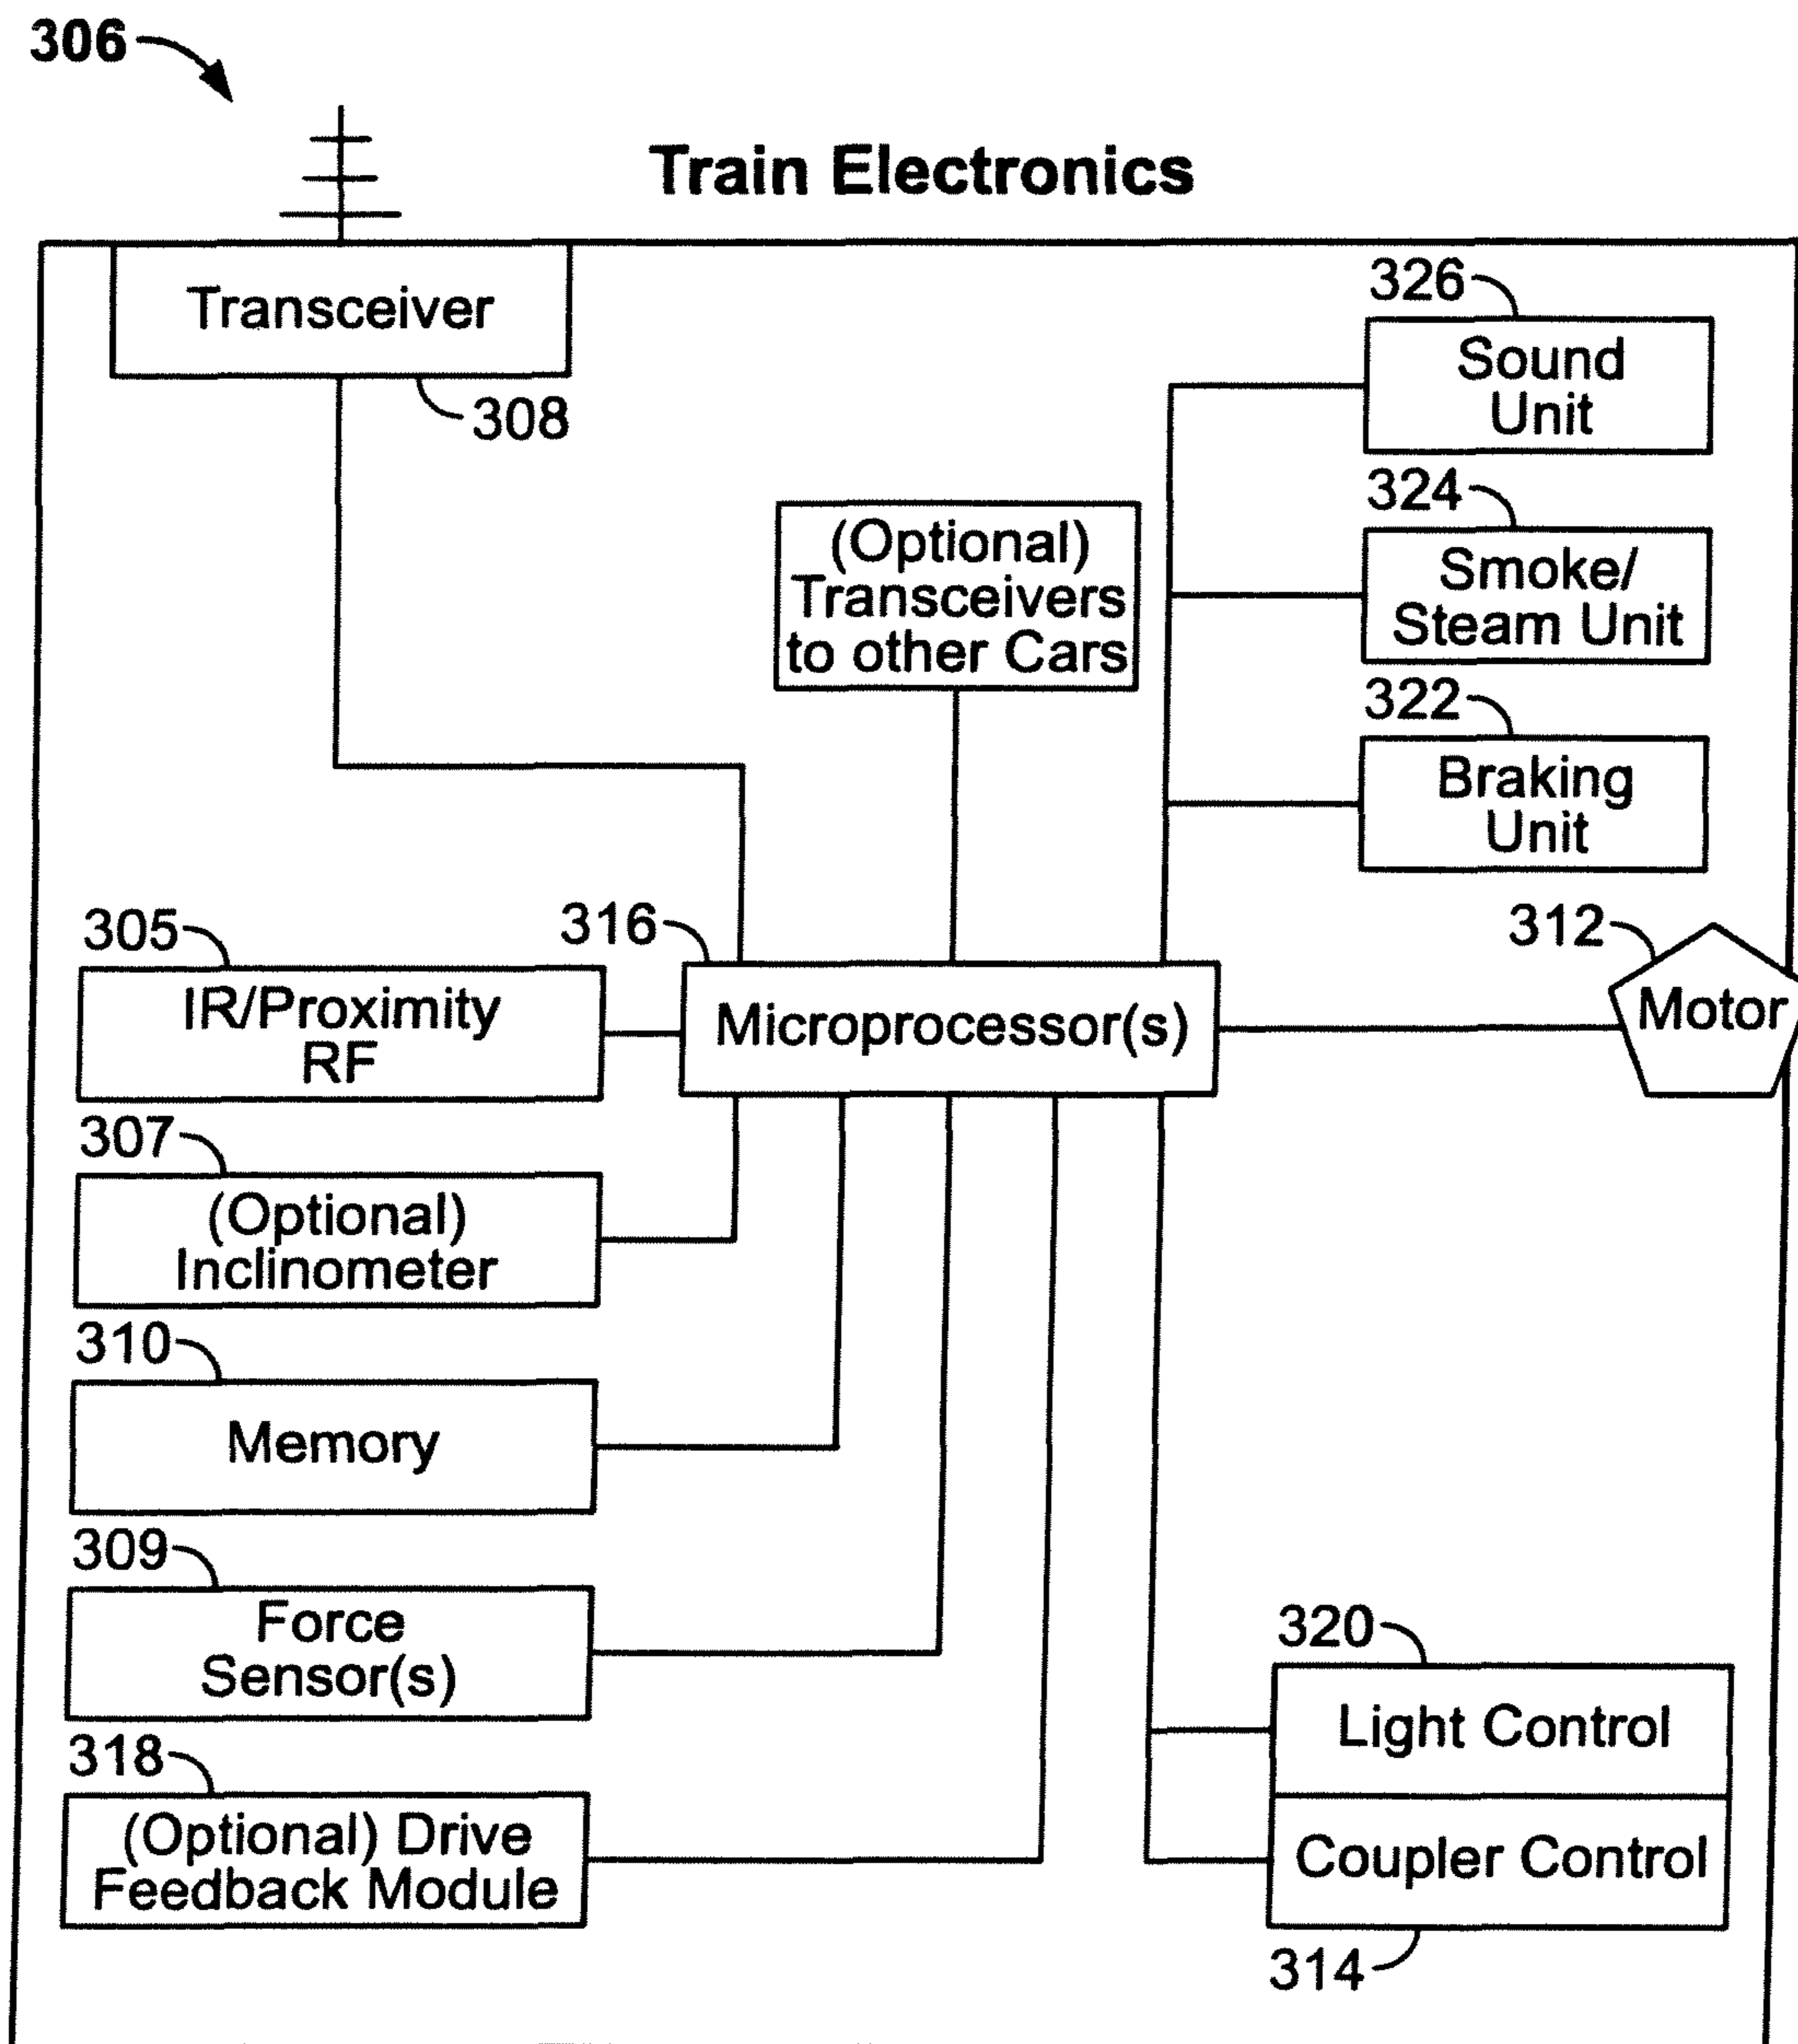 306
Train Electronics
Transceiver
308
326
Sound
Unit
324
Smoke/
Steam Unit
(Optional)
Transceivers
to other Cars
322
Braking
Unit
305
IR/Proximity
RF
316
Microprocessor(s)
312
Motor
307
(Optional)
Inclinometer
310
Memory
309
Force
Sensor(s)
318
(Optional) Drive
Feedback Module
320
Light Control
Coupler Control
314